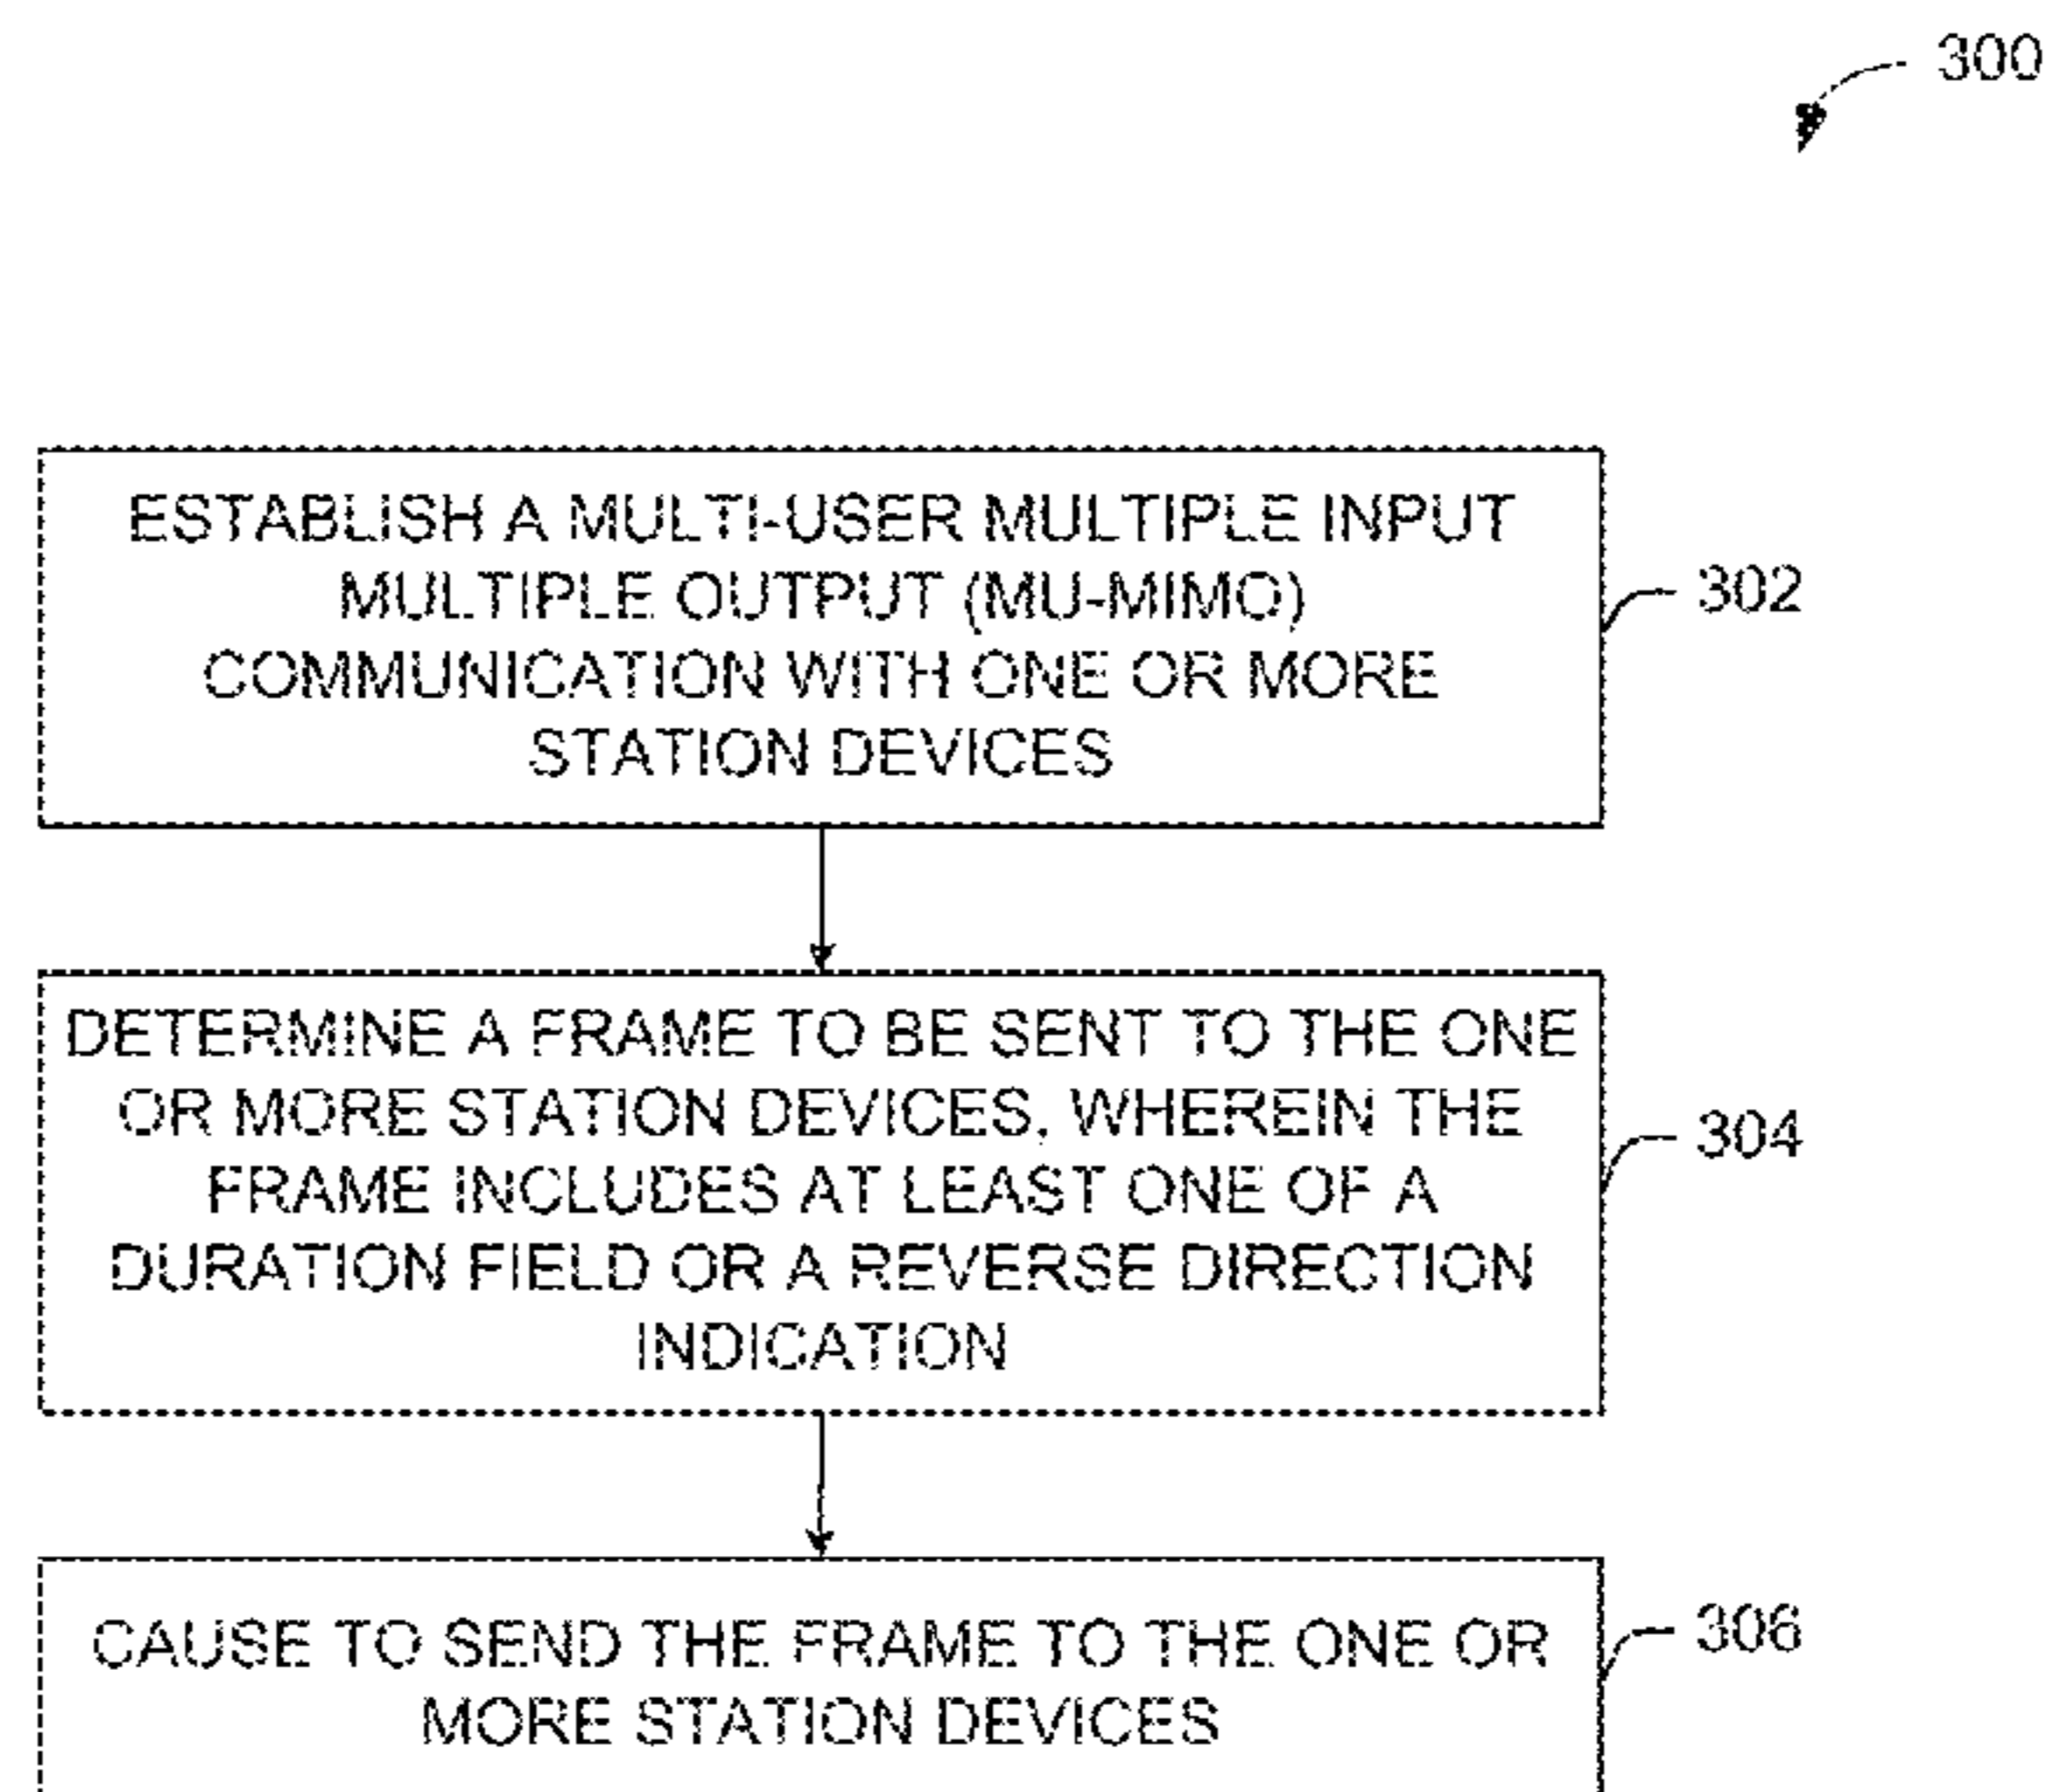 300
ESTABLISH A MULTI-USER MULTIPLE INPUT
MULTIPLE OUTPUT (MU-MIMO)
COMMUNICATION WITH ONE OR MORE
STATION DEVICES
302
DETERMINE A FRAME TO BE SENT TO THE ONE
OR MORE STATION DEVICES, WHEREIN THE
FRAME INCLUDES AT LEAST ONE OF A
DURATION FIELD OR A REVERSE DIRECTION
INDICATION
304
CAUSE TO SEND THE FRAME TO THE ONE OR
MORE STATION DEVICES
306